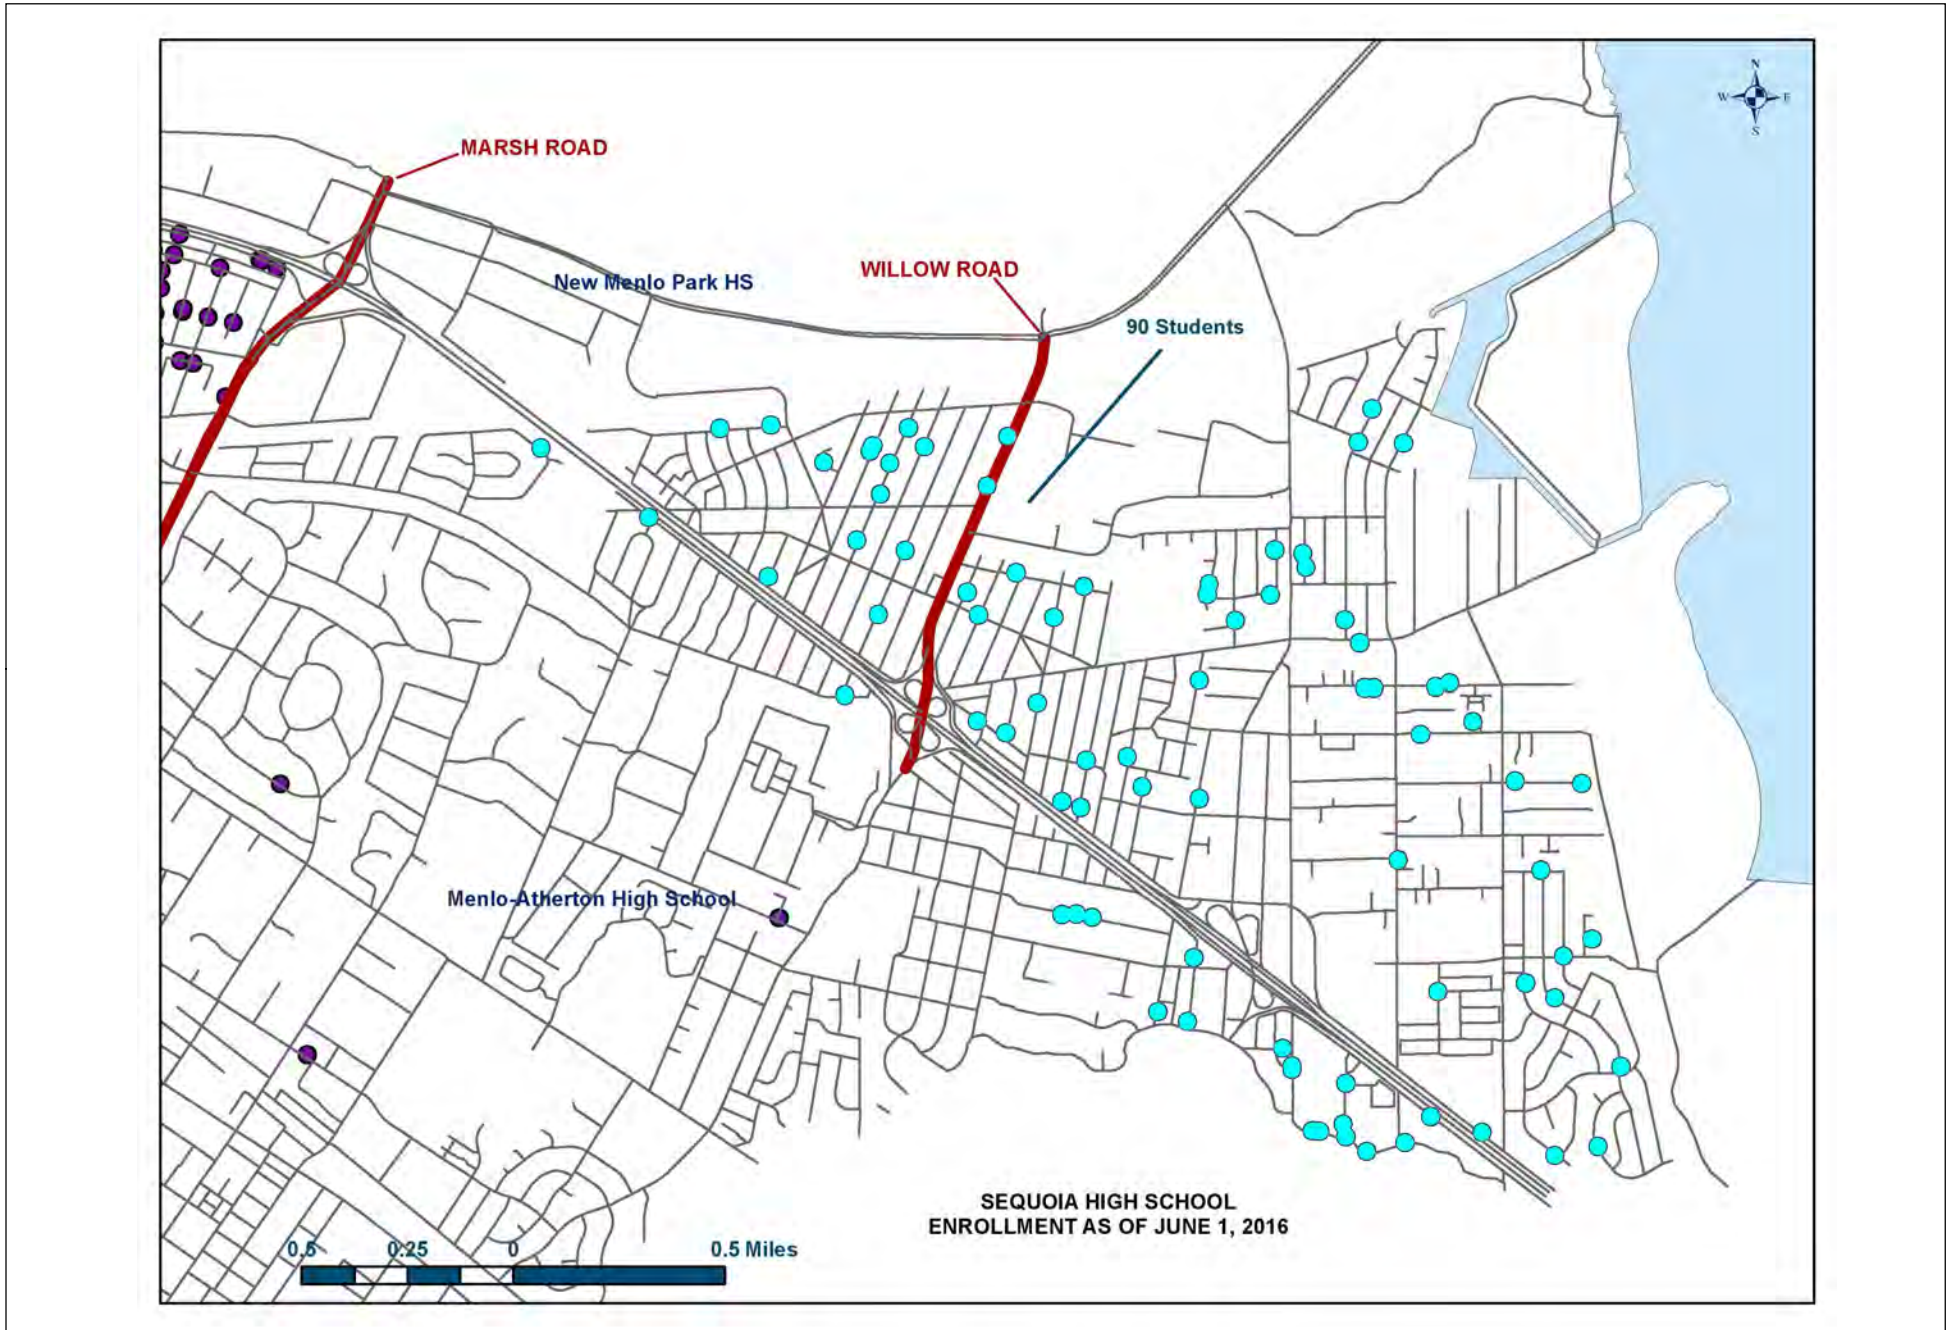 N
W E
S
MARSH ROAD
New Menlo Park HS
WILLOW ROAD
90 Students
Menlo-Atherton High School
SEQUOIA HIGH SCHOOL
ENROLLMENT AS OF JUNE 1, 2016
0.5 0.25 0 0.5 Miles